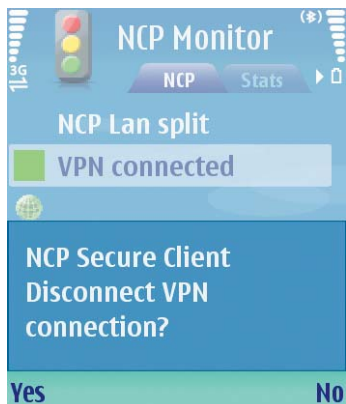 NCP Monitor
3G
NCP Stats
NCP Lan split
VPN connected
NCP Secure Client
Disconnect VPN
connection?
Yes No